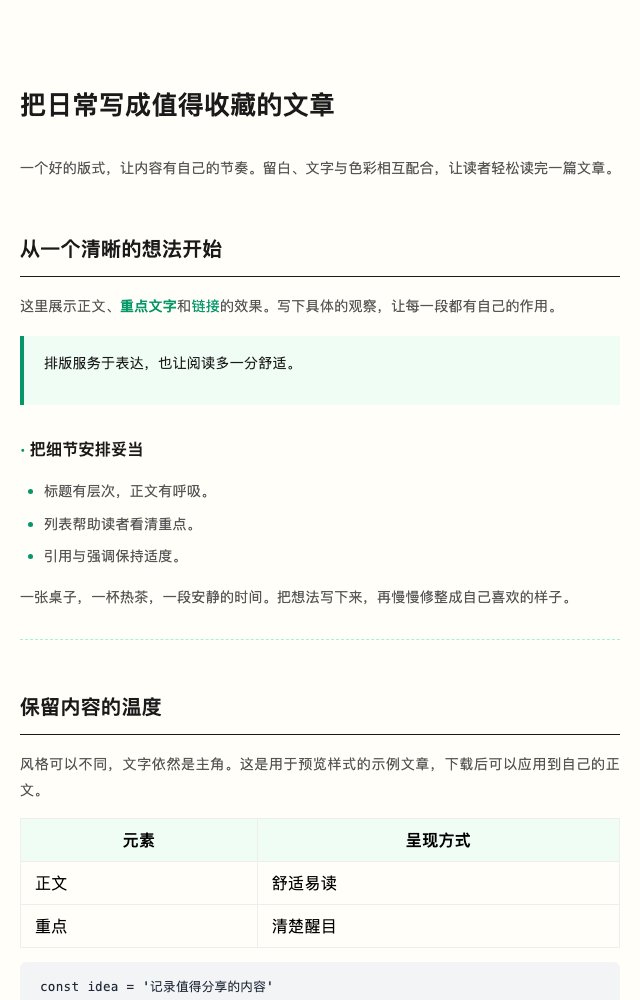 把日常写成值得收藏的文章
一个好的版式，让内容有自己的节奏。留白、文字与色彩相互配合，让读者轻松读完一篇文章。
从一个清晰的想法开始
这里展示正文、重点文字和链接的效果。写下具体的观察，让每一段都有自己的作用。
排版服务于表达，也让阅读多一分舒适。
· 把细节安排妥当
• 标题有层次，正文有呼吸。
• 列表帮助读者看清重点。
• 引用与强调保持适度。
一张桌子，一杯热茶，一段安静的时间。把想法写下来，再慢慢修整成自己喜欢的样子。
保留内容的温度
风格可以不同，文字依然是主角。这是用于预览样式的示例文章，下载后可以应用到自己的正
文。
元素 呈现方式
正文 舒适易读
重点 清楚醒目
const idea = '记录值得分享的内容'